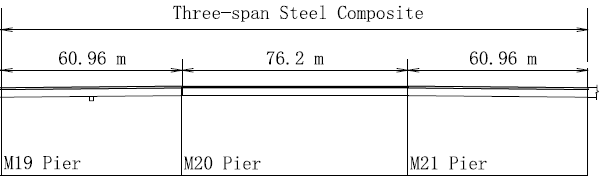 Three-span Steel Composite
60.96 m 76.2 m 60.96 m
M19 Pier M20 Pier M21 Pier